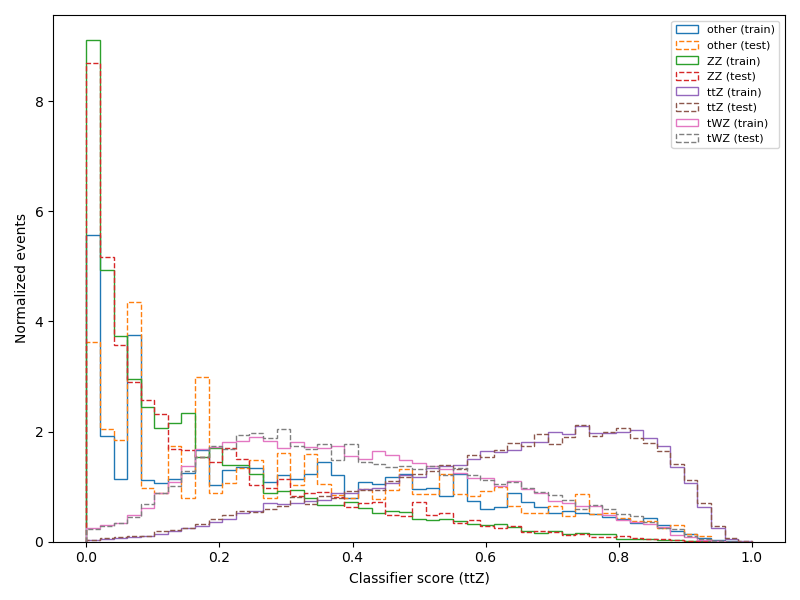 other (train)
other (test)
ZZ (train)
ZZ (test)
ttZ (train)
ttZ (test)
tWZ (train)
tWZ (test)
Normalized events
8
6
4
2
0
0.0 0.2 0.4 0.6 0.8 1.0
Classifier score (ttZ)